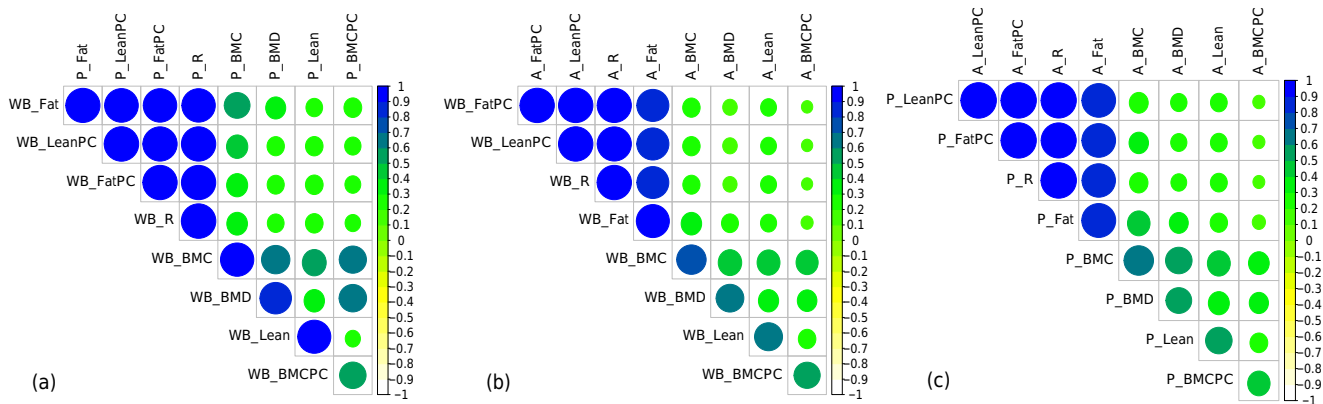 P_Fat
P_LeanPC
P_FatPC
P_R
P_BMC
P_BMD
P_Lean
P_BMCPC
WB_Fat
WB_LeanPC
WB_FatPC
WB_R
WB_BMC
WB_BMD
WB_Lean
WB_BMCPC
1
0.9
0.8
0.7
0.6
0.5
0.4
0.3
0.2
0.1
0
−0.1
−0.2
−0.3
−0.4
−0.5
−0.6
−0.7
−0.8
−0.9
−1
(a)
A_FatPC
A_LeanPC
A_R
A_Fat
A_BMC
A_BMD
A_Lean
A_BMCPC
WB_FatPC
WB_LeanPC
WB_R
WB_Fat
WB_BMC
WB_BMD
WB_Lean
WB_BMCPC
1
0.9
0.8
0.7
0.6
0.5
0.4
0.3
0.2
0.1
0
−0.1
−0.2
−0.3
−0.4
−0.5
−0.6
−0.7
−0.8
−0.9
−1
(b)
A_LeanPC
A_FatPC
A_R
A_Fat
A_BMC
A_BMD
A_Lean
A_BMCPC
P_LeanPC
P_FatPC
P_R
P_Fat
P_BMC
P_BMD
P_Lean
P_BMCPC
1
0.9
0.8
0.7
0.6
0.5
0.4
0.3
0.2
0.1
0
−0.1
−0.2
−0.3
−0.4
−0.5
−0.6
−0.7
−0.8
−0.9
−1
(c)